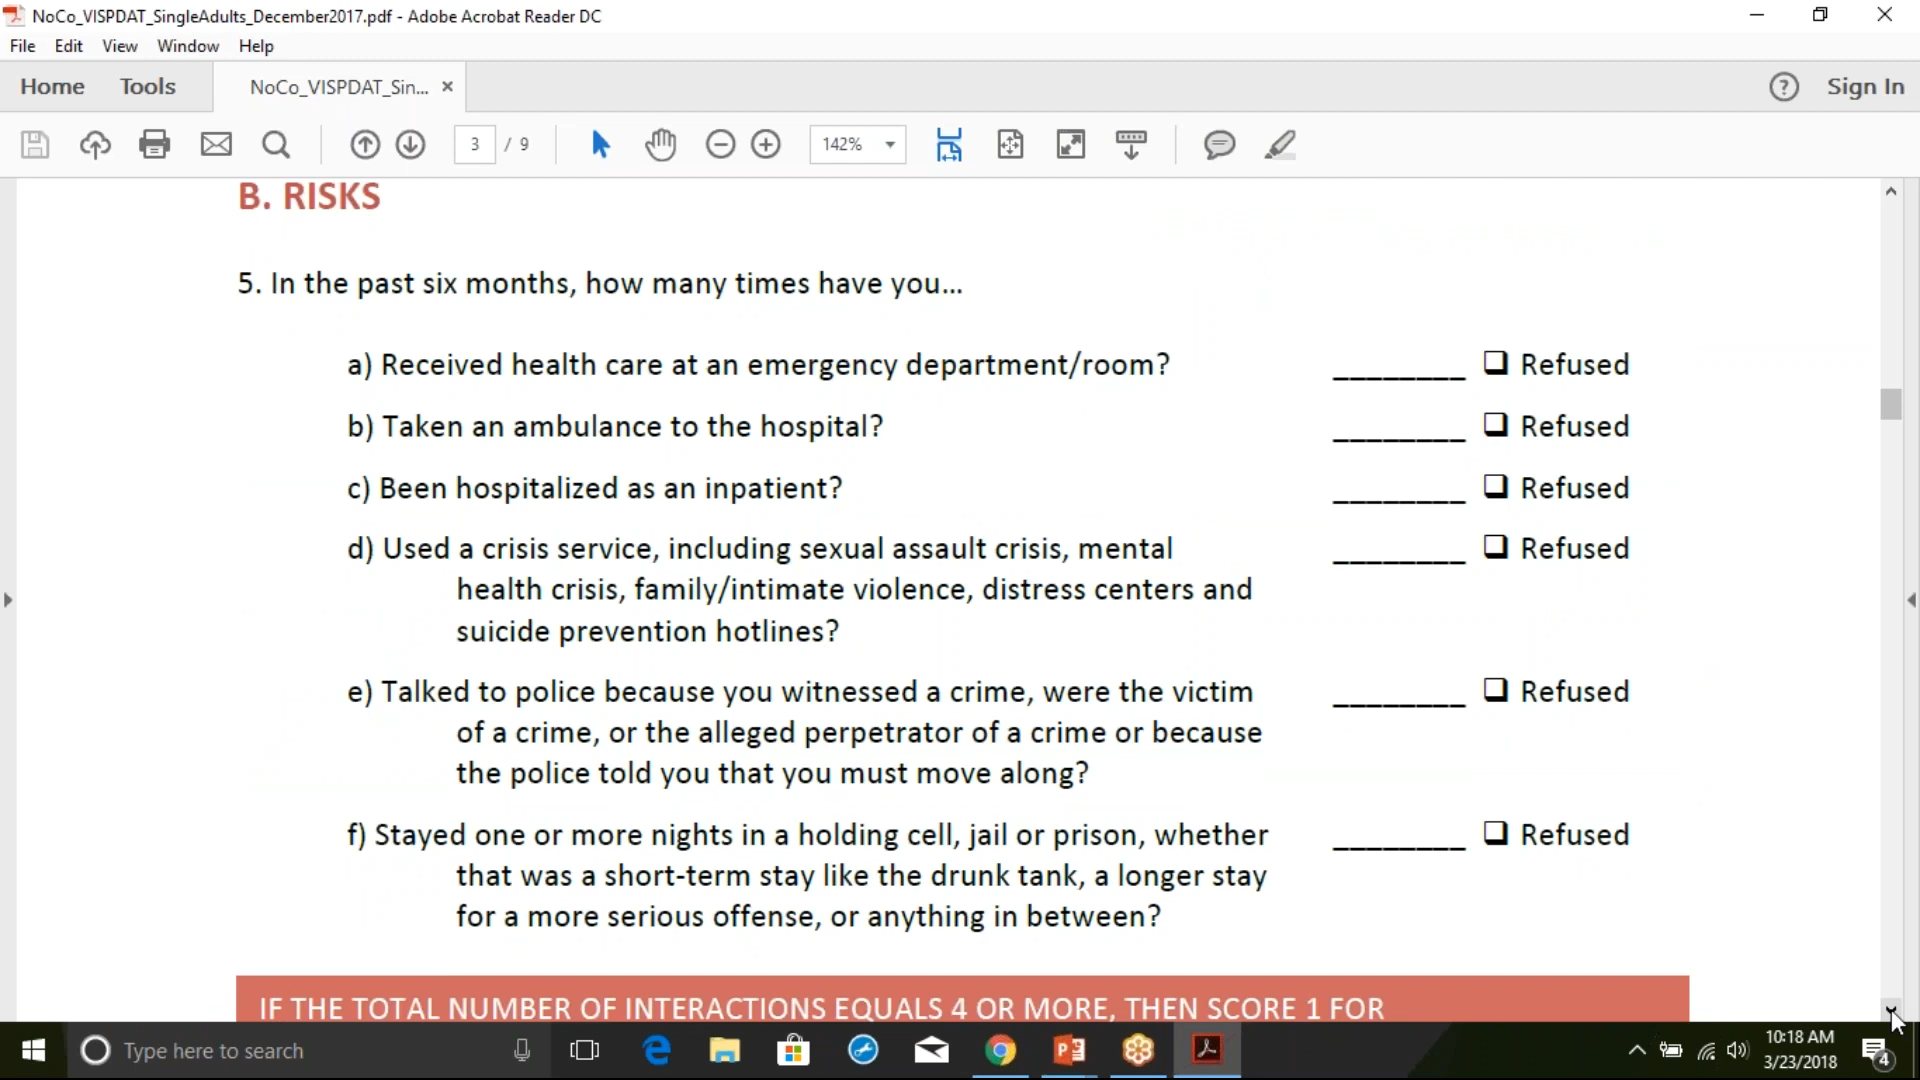 NoCo_VISPDAT_SingleAdults_December2017.pdf - Adobe Acrobat Reader DC
File Edit View Window Help
Home Tools NoCo_VISPDAT_Sin... × ? Sign In
3 / 9 142%
B. RISKS
5. In the past six months, how many times have you...
a) Received health care at an emergency department/room? ________ ❑ Refused
b) Taken an ambulance to the hospital? ________ ❑ Refused
c) Been hospitalized as an inpatient? ________ ❑ Refused
d) Used a crisis service, including sexual assault crisis, mental ________ ❑ Refused
health crisis, family/intimate violence, distress centers and
suicide prevention hotlines?
e) Talked to police because you witnessed a crime, were the victim ________ ❑ Refused
of a crime, or the alleged perpetrator of a crime or because
the police told you that you must move along?
f) Stayed one or more nights in a holding cell, jail or prison, whether ________ ❑ Refused
that was a short-term stay like the drunk tank, a longer stay
for a more serious offense, or anything in between?
IF THE TOTAL NUMBER OF INTERACTIONS EQUALS 4 OR MORE, THEN SCORE 1 FOR
Type here to search
10:18 AM
3/23/2018
4